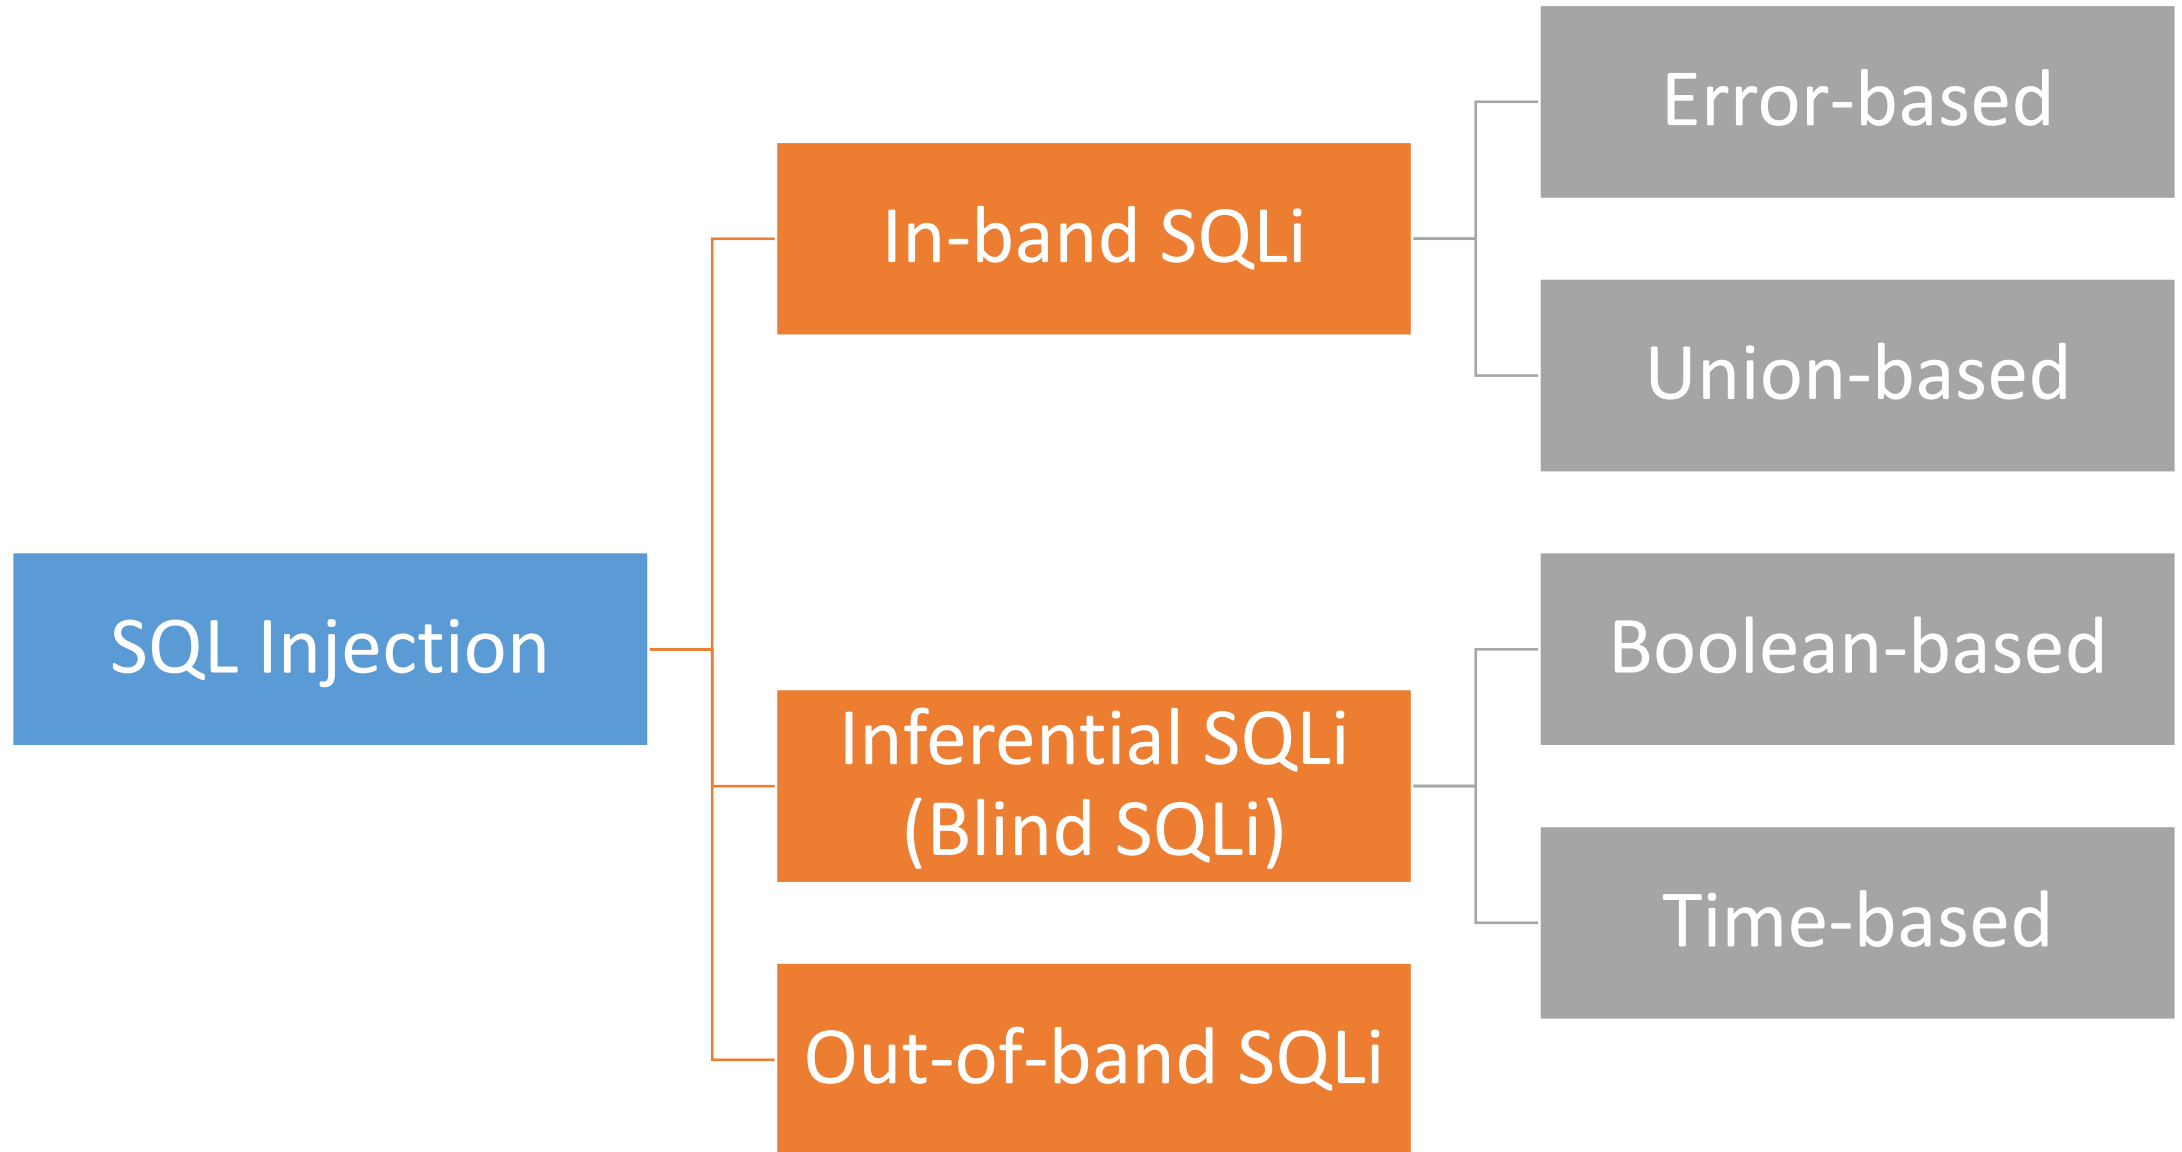 SQL Injection
In-band SQLi
Error-based
Union-based
Inferential SQLi
(Blind SQLi)
Boolean-based
Time-based
Out-of-band SQLi